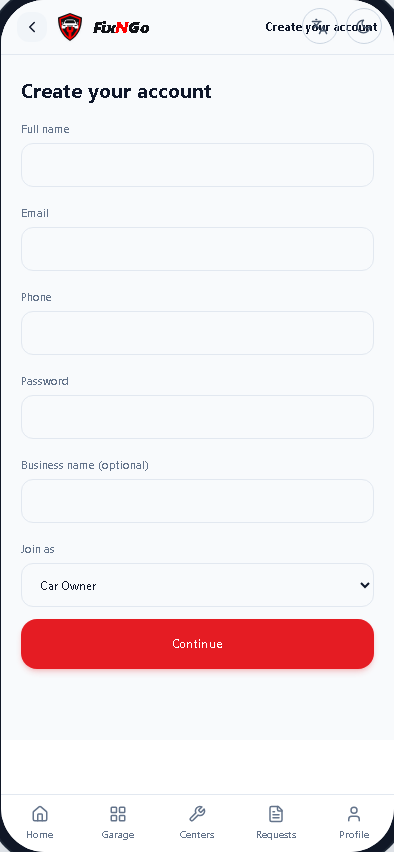 FixNGo
Create your account
Create your account
Full name
Email
Phone
Password
Business name (optional)
Join as
Car Owner
Continue
Home
Garage
Centers
Requests
Profile